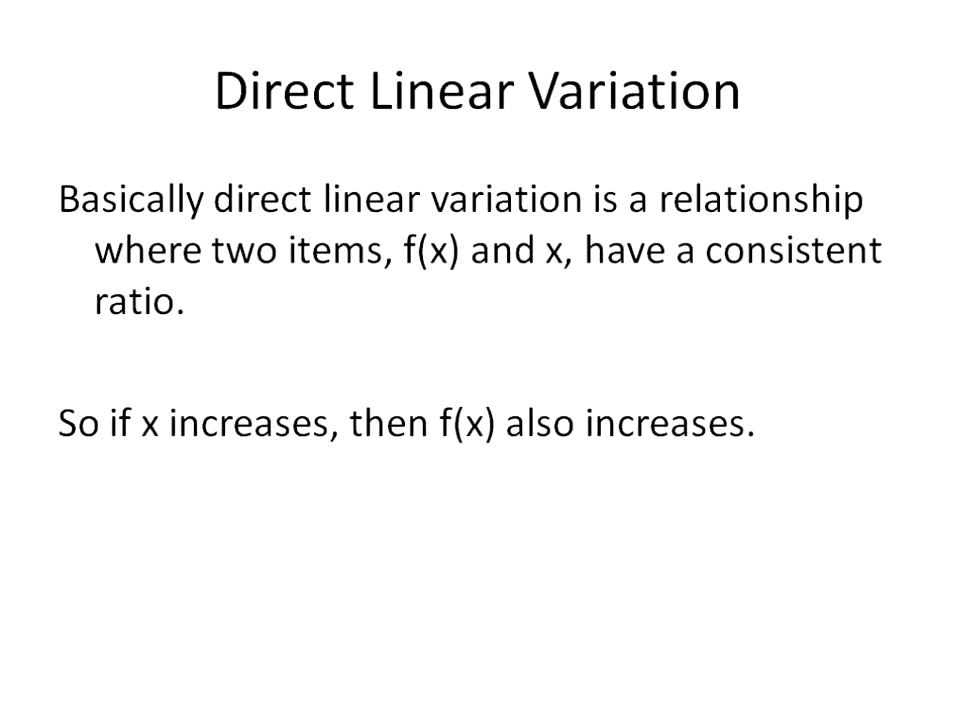 Direct Linear Variation
Basically direct linear variation is a relationship
where two items, f(x) and x, have a consistent
ratio.
So if x increases, then f(x) also increases.